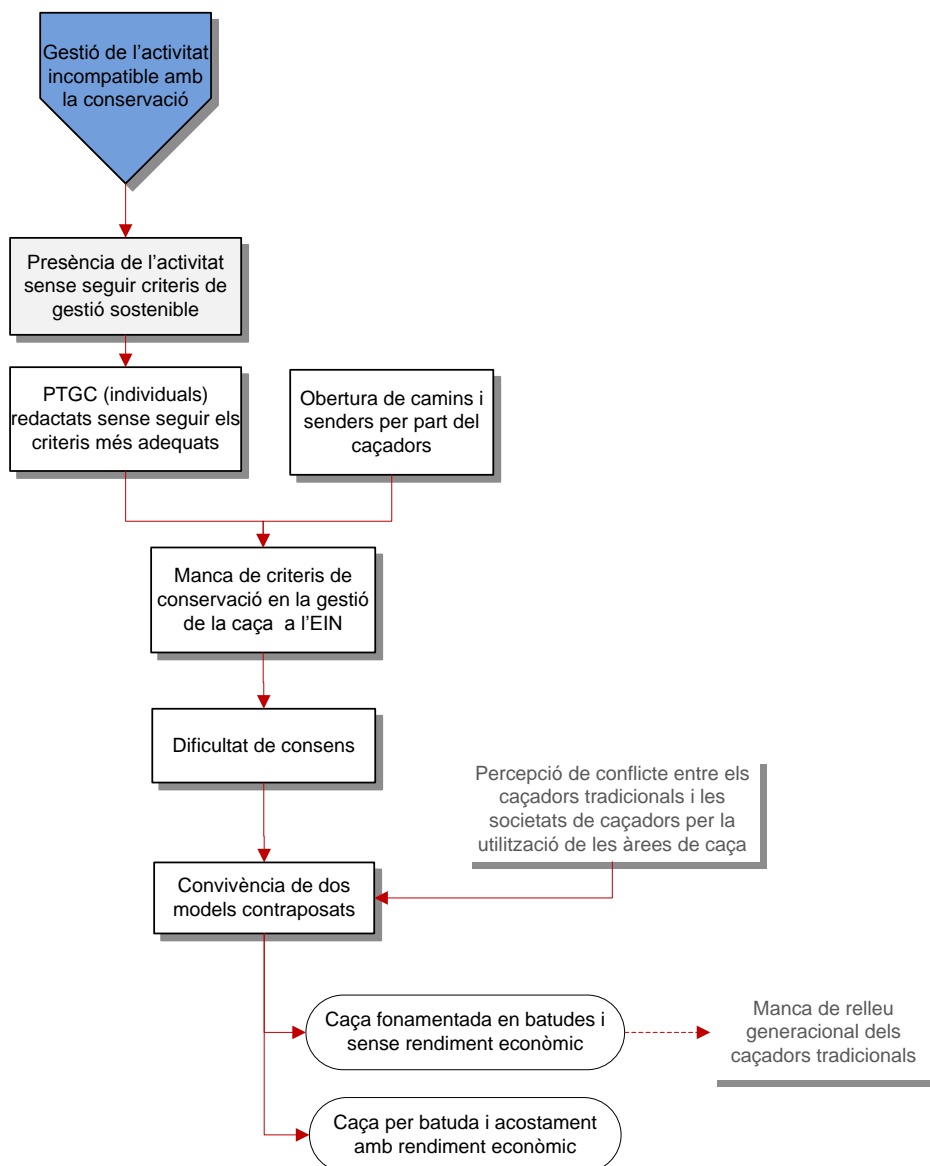 Gestió de l’activitat
incompatible amb
la conservació
Presència de l’activitat
sense seguir criteris de
gestió sostenible
PTGC (individuals)
redactats sense seguir els
criteris més adequats
Obertura de camins i
senders per part del
caçadors
Manca de criteris de
conservació en la gestió
de la caça a l’EIN
Dificultat de consens
Percepció de conflicte entre els
caçadors tradicionals i les
societats de caçadors per la
utilització de les àrees de caça
Convivència de dos
models contraposats
Caça fonamentada en batudes i
sense rendiment econòmic
Manca de relleu
generacional dels
caçadors tradicionals
Caça per batuda i acostament
amb rendiment econòmic